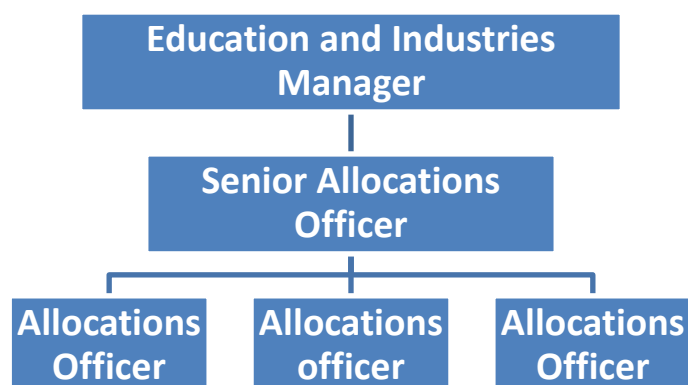 Education and Industries
Manager
Senior Allocations
Officer
Allocations
Officer
Allocations
officer
Allocations
Officer